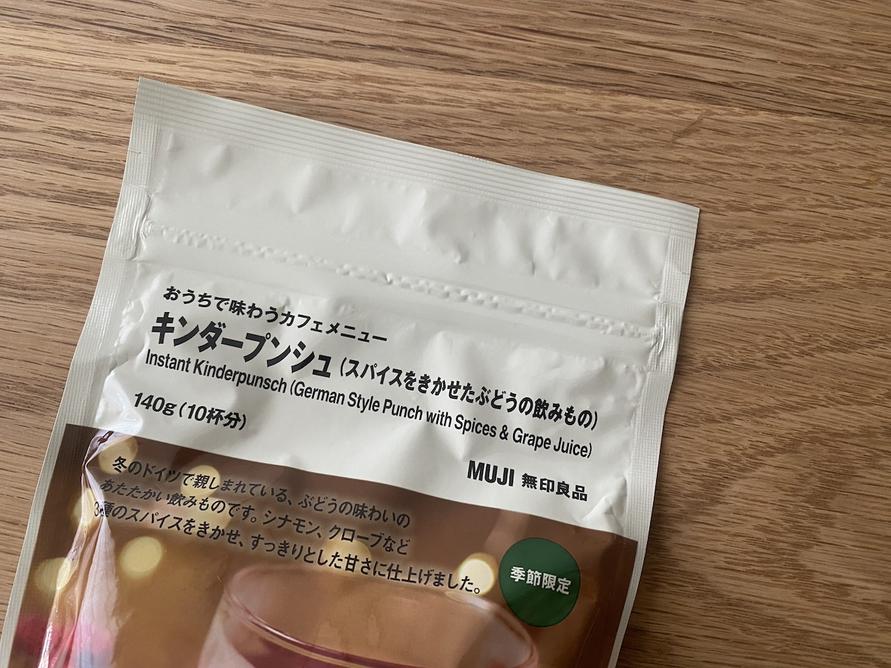 おうちで味わうカフェメニュー
キンダープンシュ（スパイスをきかせたぶどうの飲みもの）
Instant Kinderpunsch (German Style Punch with Spices & Grape Juice)
140g（10杯分）
MUJI 無印良品
冬のドイツで親しまれている、ぶどうの味わいの
あたたかい飲みものです。シナモン、クローブなど
3種のスパイスをきかせ、すっきりとした甘さに仕上げました。
季節限定